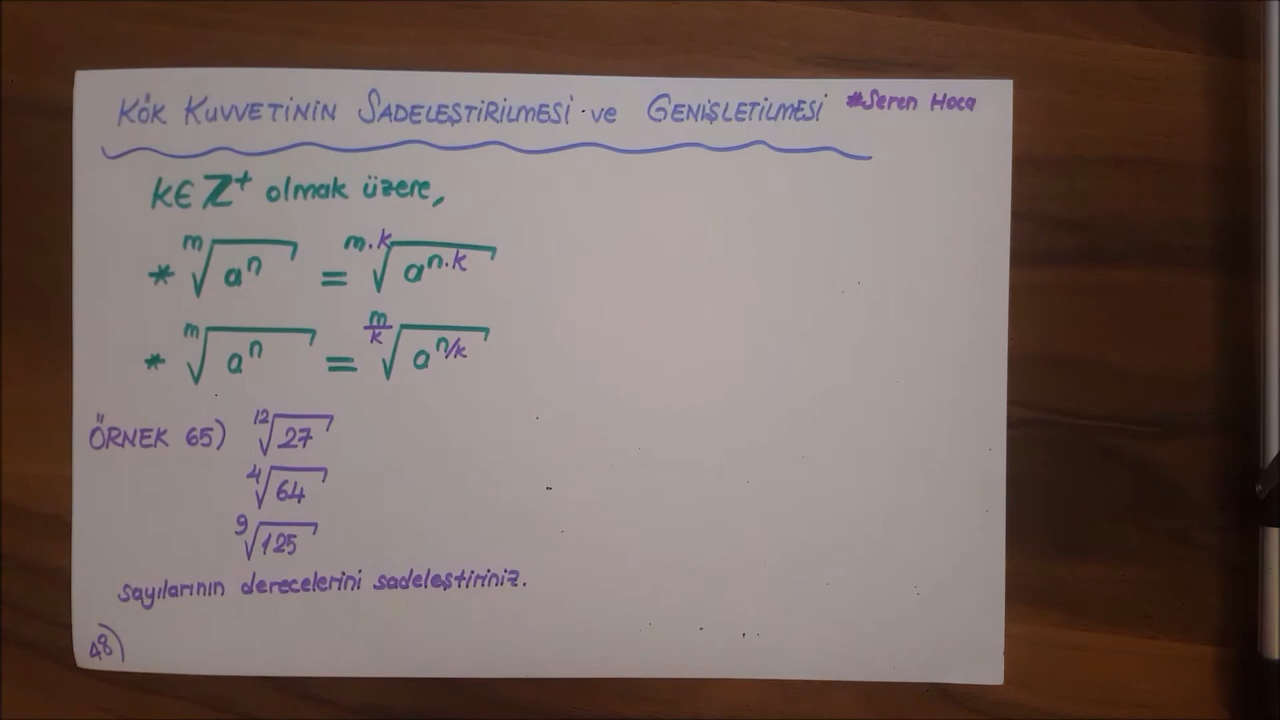 KÖK KUVVETİNİN SADELEŞTİRİLMESİ ve GENİŞLETİLMESİ #Seren Hoca
k∈ℤ⁺ olmak üzere,
* ᵐ√aⁿ = ᵐ·ᵏ√aⁿ·ᵏ
* ᵐ√aⁿ = ᵐ/ᵏ√aⁿ/ᵏ
ÖRNEK 65) ¹²√27
⁴√64
⁹√125
sayılarının derecelerini sadeleştiriniz.
48)